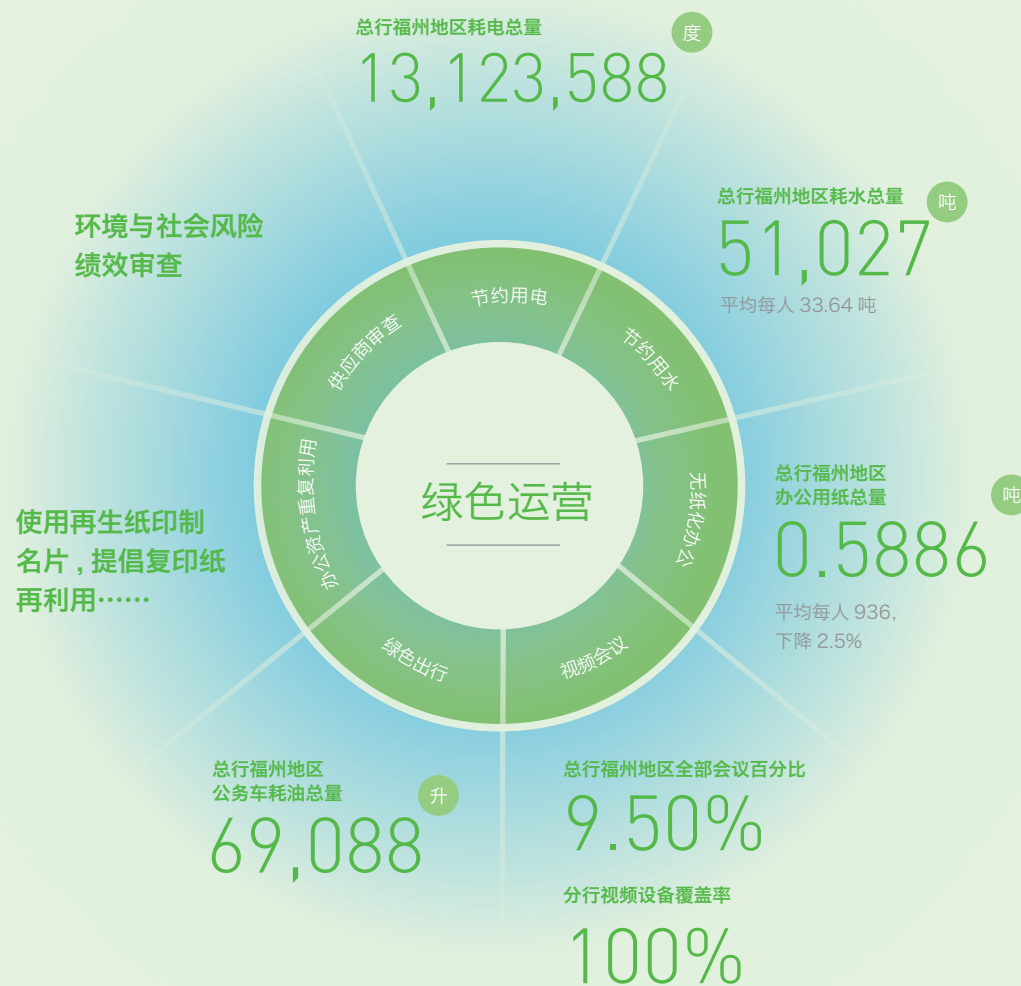 总行福州地区耗电总量
度
13,123,588
总行福州地区耗水总量
吨
51,027
平均每人 33.64 吨
环境与社会风险
绩效审查
节约用电
节约用水
供应商审查
无纸化办公
办公资产重复利用
绿色出行
视频会议
绿色运营
总行福州地区
办公用纸总量
吨
0.5886
平均每人 936,
下降 2.5%
使用再生纸印制
名片 , 提倡复印纸
再利用……
总行福州地区
公务车耗油总量
升
69,088
总行福州地区全部会议百分比
9.50%
分行视频设备覆盖率
100%